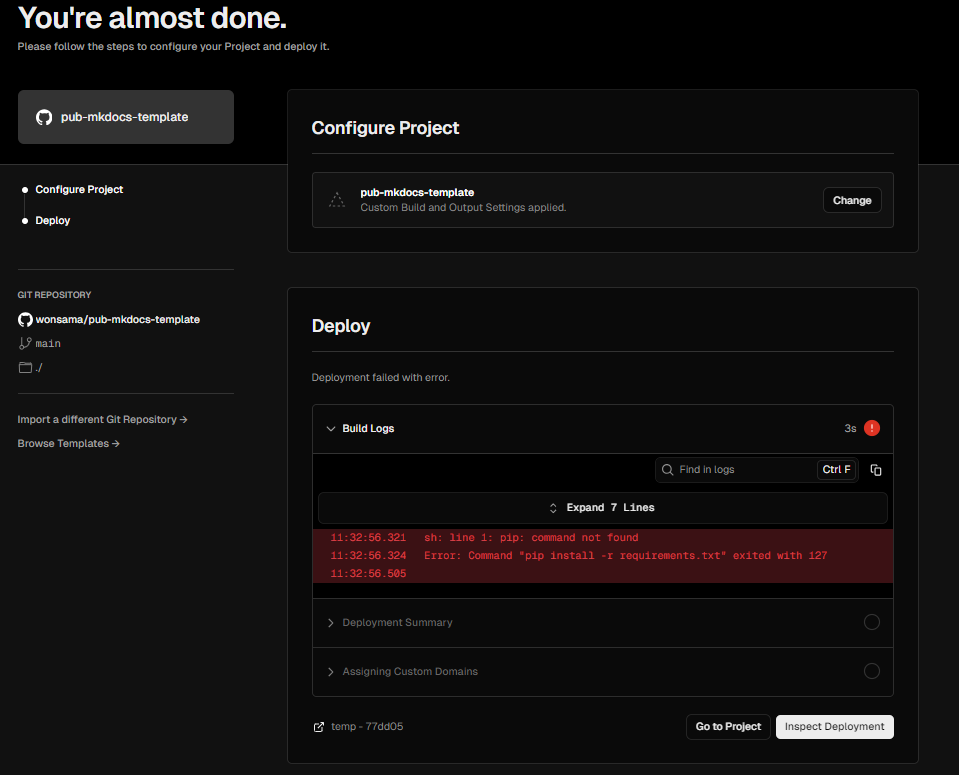 You're almost done.
Please follow the steps to configure your Project and deploy it.
pub-mkdocs-template
Configure Project
Deploy
GIT REPOSITORY
wonsama/pub-mkdocs-template
main
./
Import a different Git Repository →
Browse Templates →
Configure Project
pub-mkdocs-template
Custom Build and Output Settings applied.
Change
Deploy
Deployment failed with error.
Build Logs
3s
Find in logs
Ctrl F
Expand 7 Lines
11:32:56.321 sh: line 1: pip: command not found
11:32:56.324 Error: Command "pip install -r requirements.txt" exited with 127
11:32:56.505
Deployment Summary
Assigning Custom Domains
temp - 77dd05
Go to Project
Inspect Deployment